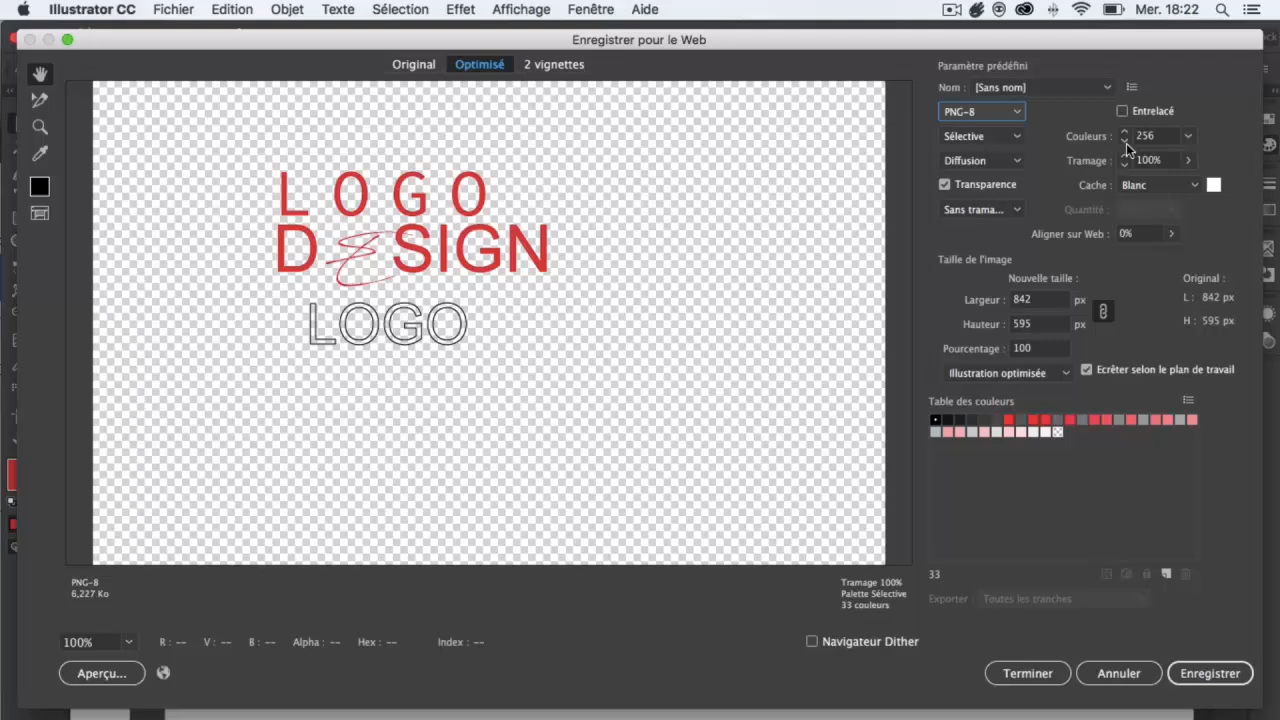 Illustrator CC Fichier Edition Objet Texte Sélection Effet Affichage Fenêtre Aide Mer. 18:22
Enregistrer pour le Web
Original Optimisé 2 vignettes
Paramètre prédéfini
Nom : [Sans nom]
PNG-8 Entrelacé
Sélective Couleurs : 256
Diffusion Tramage : 100%
Transparence Cache : Blanc
Sans trama... Quantité :
Aligner sur Web : 0%
LOGO
DESIGN
LOGO
Taille de l'image
Nouvelle taille : Original :
Largeur : 842 px L : 842 px
Hauteur : 595 px H : 595 px
Pourcentage : 100
Illustration optimisée Ecrêter selon le plan de travail
Table des couleurs
33
Exporter : Toutes les tranches
PNG-8 Tramage 100%
6,227 Ko Palette Sélective
33 couleurs
100% R : -- V : -- B : -- Alpha : -- Hex : -- Index : -- Navigateur Dither
Aperçu... Terminer Annuler Enregistrer